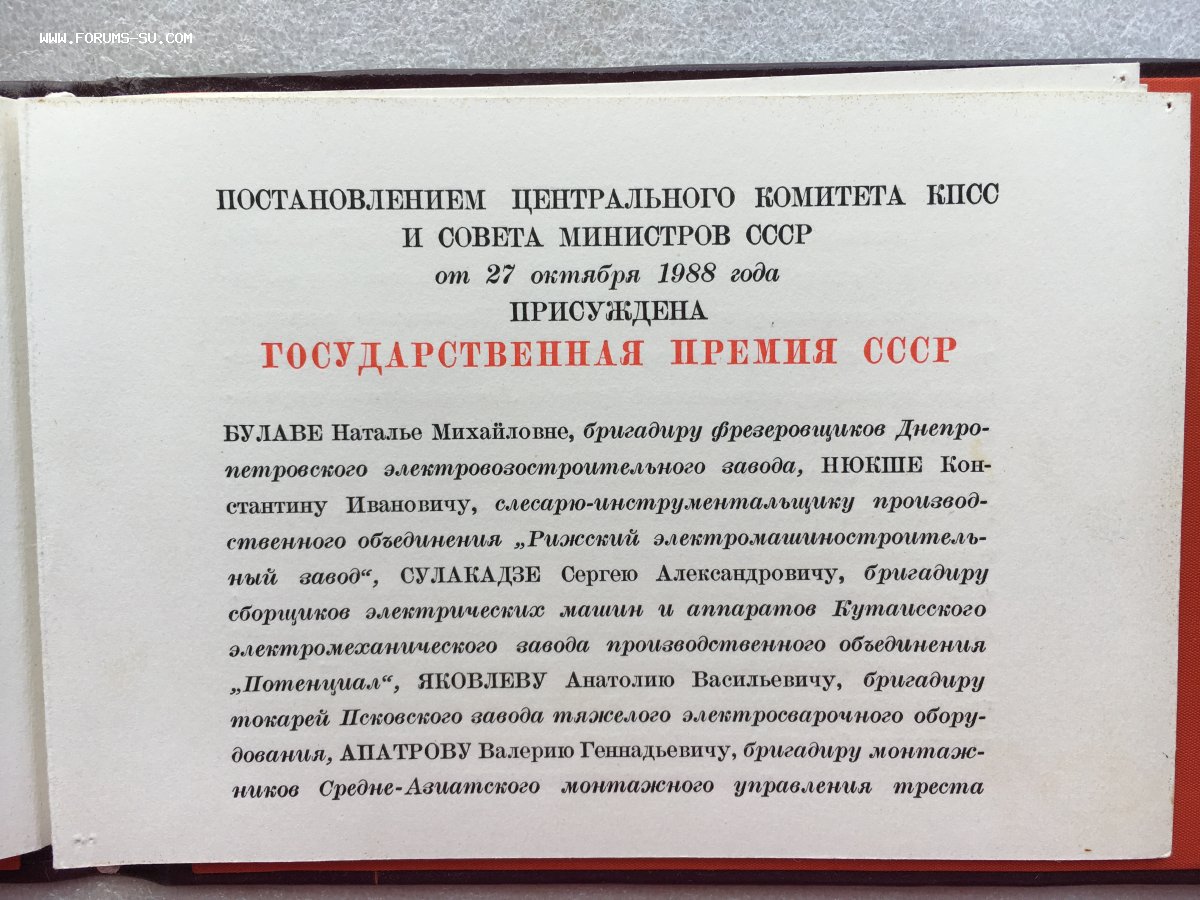 WWW.FORUMS-SU.COM
ПОСТАНОВЛЕНИЕМ ЦЕНТРАЛЬНОГО КОМИТЕТА КПСС
И СОВЕТА МИНИСТРОВ СССР
от 27 октября 1988 года
ПРИСУЖДЕНА
ГОСУДАРСТВЕННАЯ ПРЕМИЯ СССР
БУЛАВЕ Наталье Михайловне, бригадиру фрезеровщиков Днепро-
петровского электровозостроительного завода, НЮКШЕ Кон-
стантину Ивановичу, слесарю-инструментальщику производ-
ственного объединения „Рижский электромашиностроитель-
ный завод“, СУЛАКАДЗЕ Сергею Александровичу, бригадиру
сборщиков электрических машин и аппаратов Кутаисского
электромеханического завода производственного объединения
„Потенциал“, ЯКОВЛЕВУ Анатолию Васильевичу, бригадиру
токарей Псковского завода тяжелого электросварочного обору-
дования, АПАТРОВУ Валерию Геннадьевичу, бригадиру монтаж-
ников Средне-Азиатского монтажного управления треста